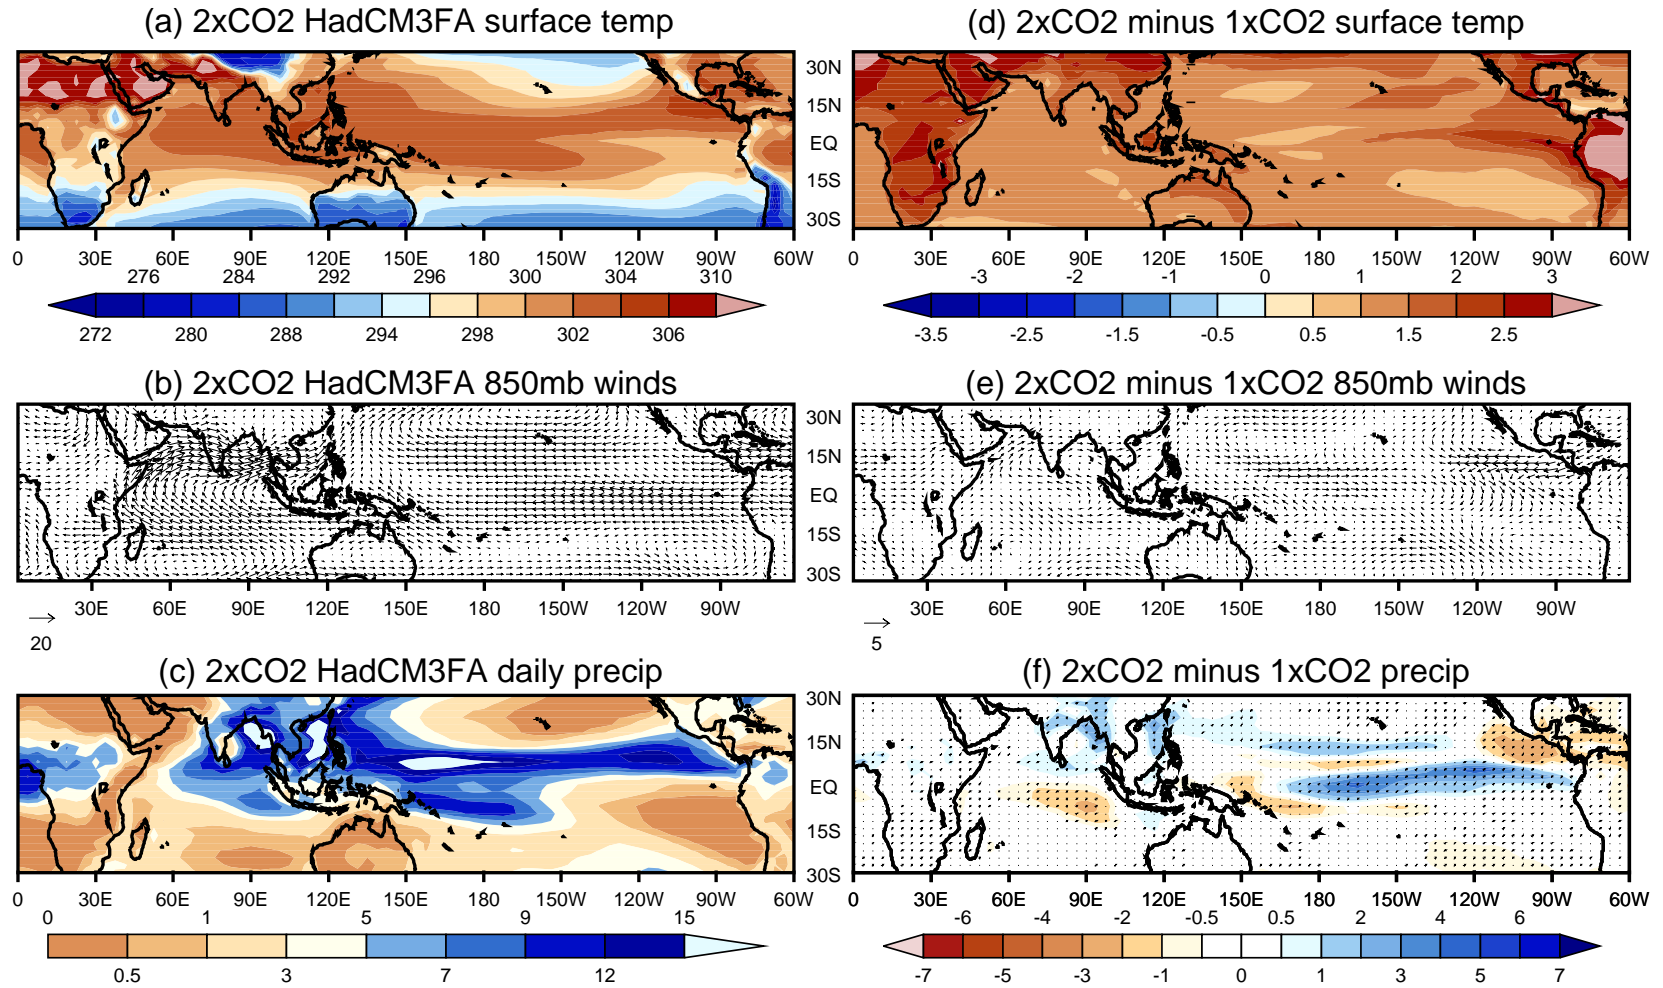 (a) 2xCO2 HadCM3FA surface temp
30N
15N
EQ
15S
30S
0 30E 60E 90E 120E 150E 180 150W 120W 90W 60W
276 284 292 296 300 304 310
272 280 288 294 298 302 306
(d) 2xCO2 minus 1xCO2 surface temp
0 30E 60E 90E 120E 150E 180 150W 120W 90W 60W
-3 -2 -1 0 1 2 3
-3.5 -2.5 -1.5 -0.5 0.5 1.5 2.5
(b) 2xCO2 HadCM3FA 850mb winds
30N
15N
EQ
15S
30S
30E 60E 90E 120E 150E 180 150W 120W 90W
20
(e) 2xCO2 minus 1xCO2 850mb winds
30E 60E 90E 120E 150E 180 150W 120W 90W
5
(c) 2xCO2 HadCM3FA daily precip
30N
15N
EQ
15S
30S
0 30E 60E 90E 120E 150E 180 150W 120W 90W 60W
0 1 5 9 15
0.5 3 7 12
(f) 2xCO2 minus 1xCO2 precip
0 30E 60E 90E 120E 150E 180 150W 120W 90W 60W
-6 -4 -2 -0.5 0.5 2 4 6
-7 -5 -3 -1 0 1 3 5 7